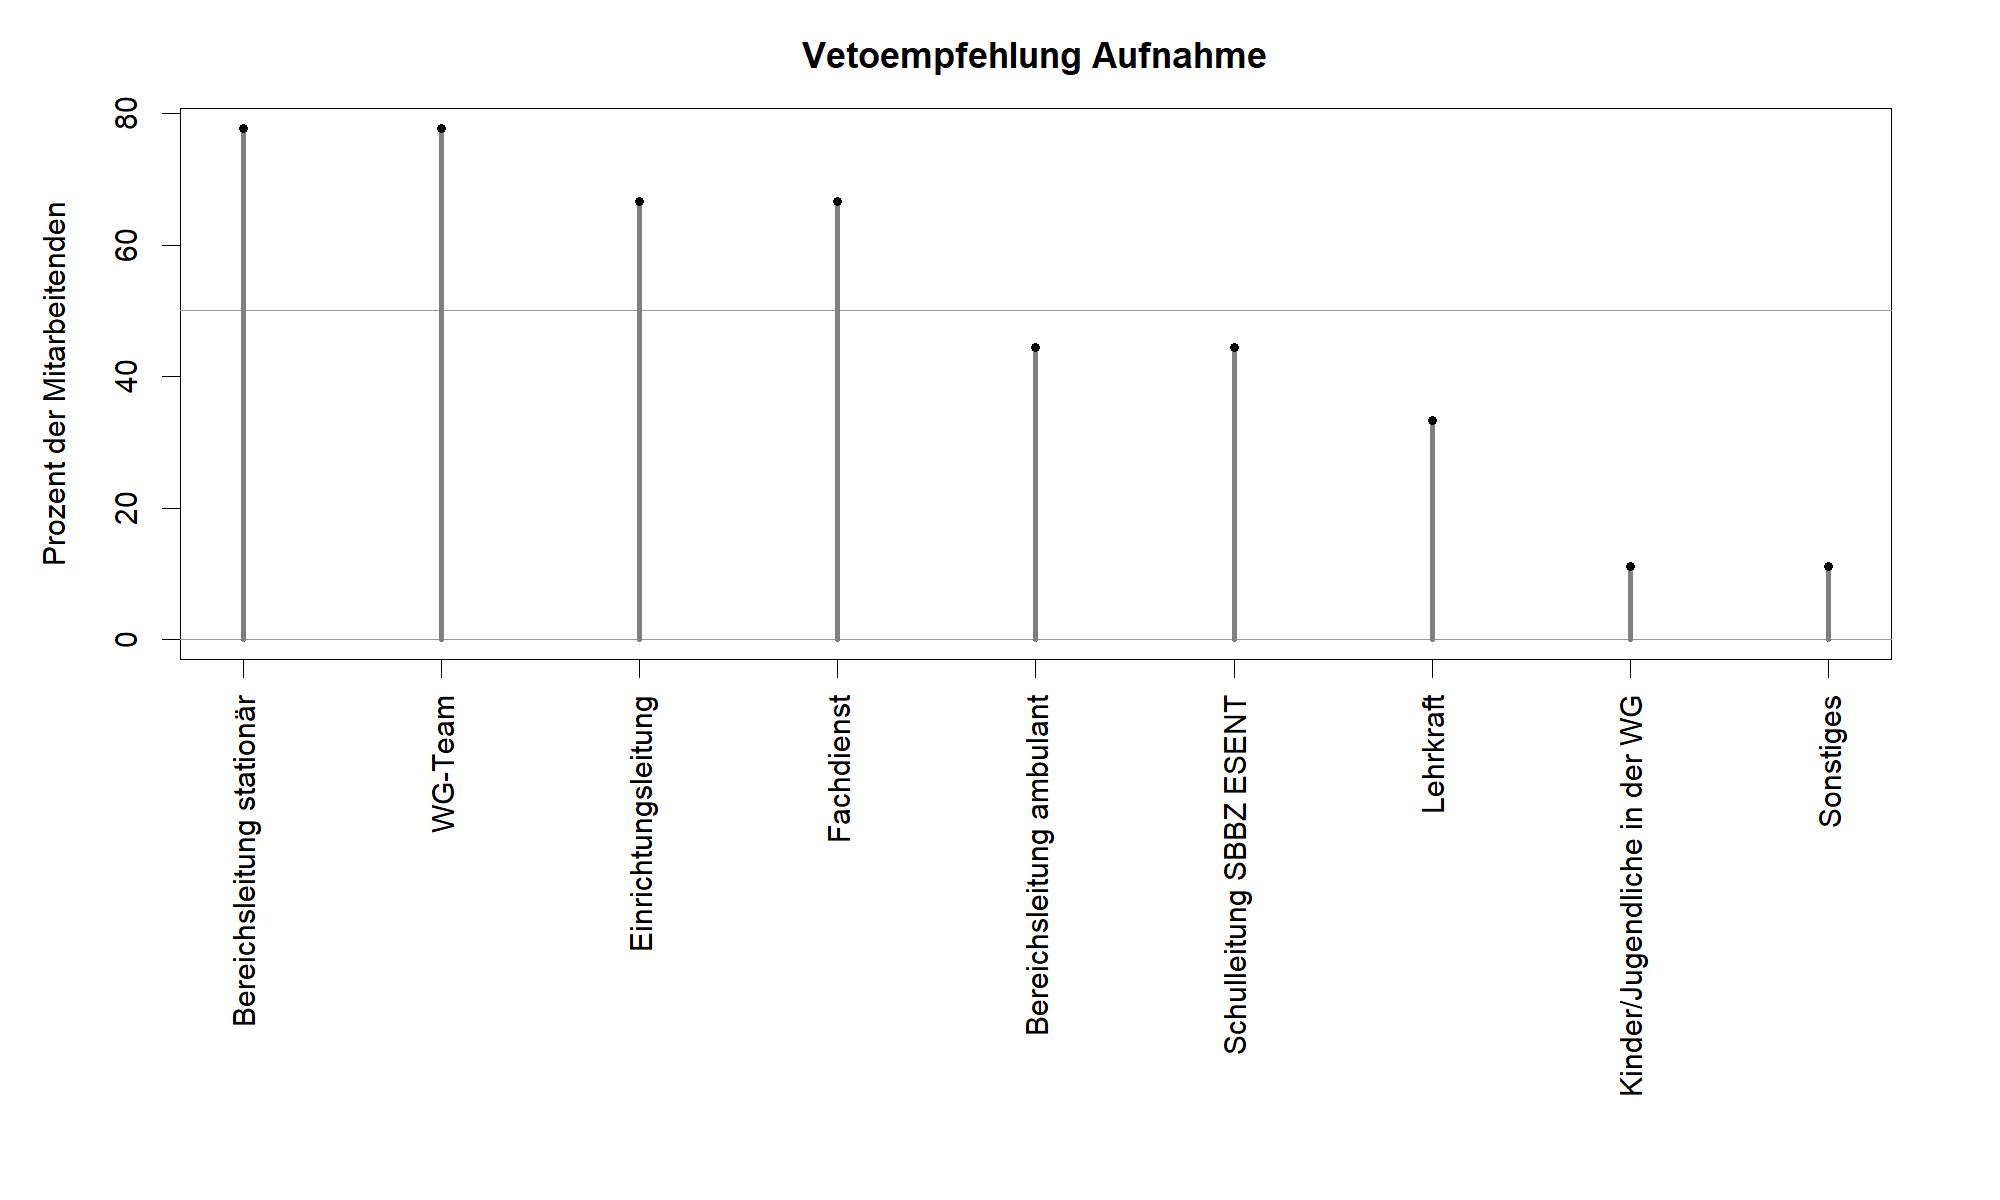 Vetoempfehlung Aufnahme
Prozent der Mitarbeitenden
80
60
40
20
0
Bereichsleitung stationär
WG-Team
Einrichtungsleitung
Fachdienst
Bereichsleitung ambulant
Schulleitung SBBZ ESENT
Lehrkraft
Kinder/Jugendliche in der WG
Sonstiges